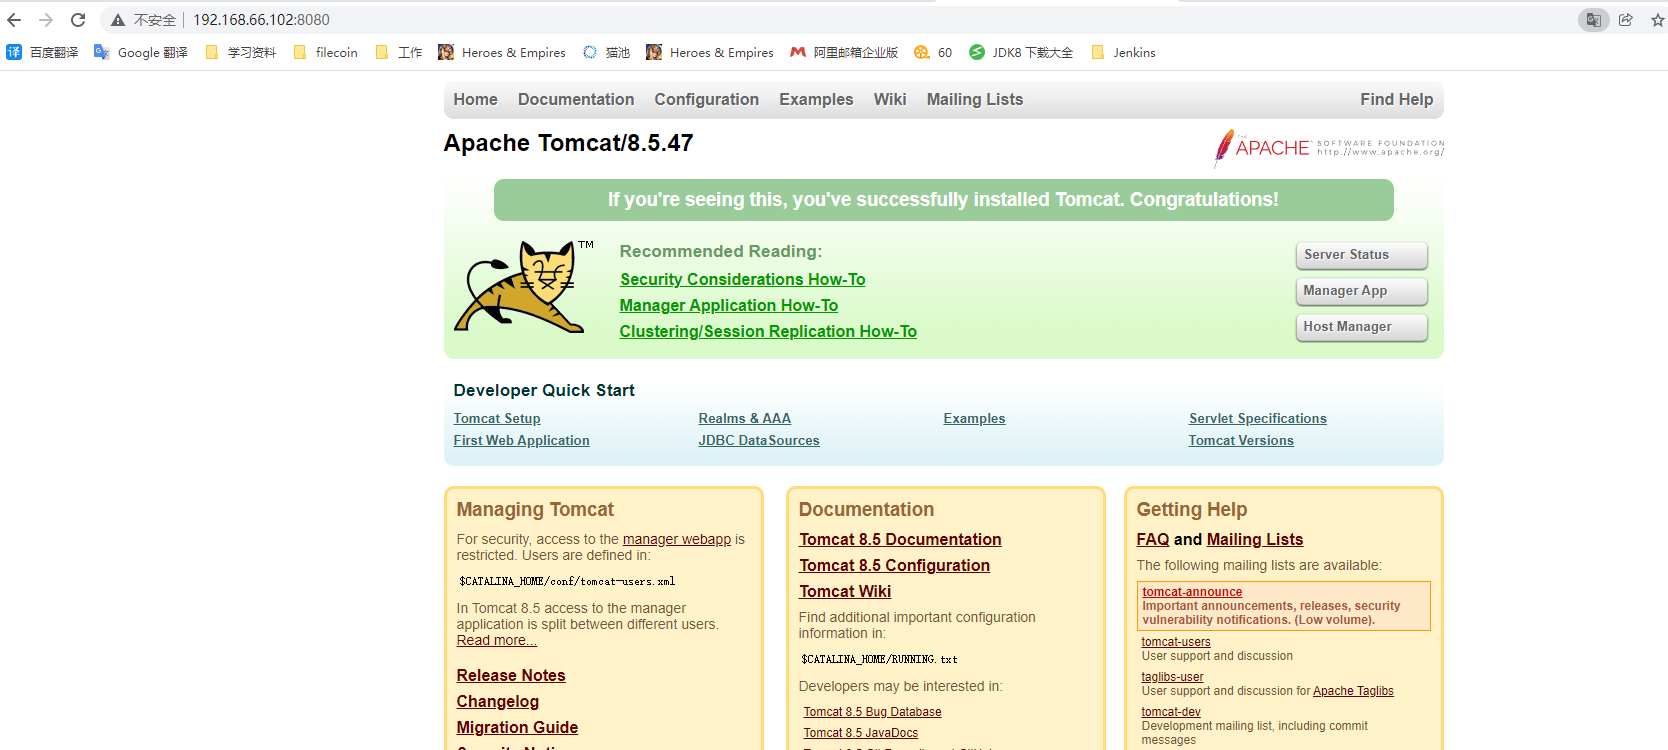 不安全 | 192.168.66.102:8080
百度翻译 Google 翻译 学习资料 filecoin 工作 Heroes & Empires 猫池 Heroes & Empires 阿里邮箱企业版 60 JDK8 下载大全 Jenkins
Home Documentation Configuration Examples Wiki Mailing Lists Find Help
Apache Tomcat/8.5.47
THE APACHE™ SOFTWARE FOUNDATION
http://www.apache.org/
If you're seeing this, you've successfully installed Tomcat. Congratulations!
TM
Recommended Reading:
Security Considerations How-To
Manager Application How-To
Clustering/Session Replication How-To
Server Status
Manager App
Host Manager
Developer Quick Start
Tomcat Setup Realms & AAA Examples Servlet Specifications
First Web Application JDBC DataSources Tomcat Versions
Managing Tomcat
For security, access to the manager webapp is
restricted. Users are defined in:
$CATALINA_HOME/conf/tomcat-users.xml
In Tomcat 8.5 access to the manager
application is split between different users.
Read more...
Release Notes
Changelog
Migration Guide
Documentation
Tomcat 8.5 Documentation
Tomcat 8.5 Configuration
Tomcat Wiki
Find additional important configuration
information in:
$CATALINA_HOME/RUNNING.txt
Developers may be interested in:
Tomcat 8.5 Bug Database
Tomcat 8.5 JavaDocs
Getting Help
FAQ and Mailing Lists
The following mailing lists are available:
tomcat-announce
Important announcements, releases, security
vulnerability notifications. (Low volume).
tomcat-users
User support and discussion
taglibs-user
User support and discussion for Apache Taglibs
tomcat-dev
Development mailing list, including commit
messages